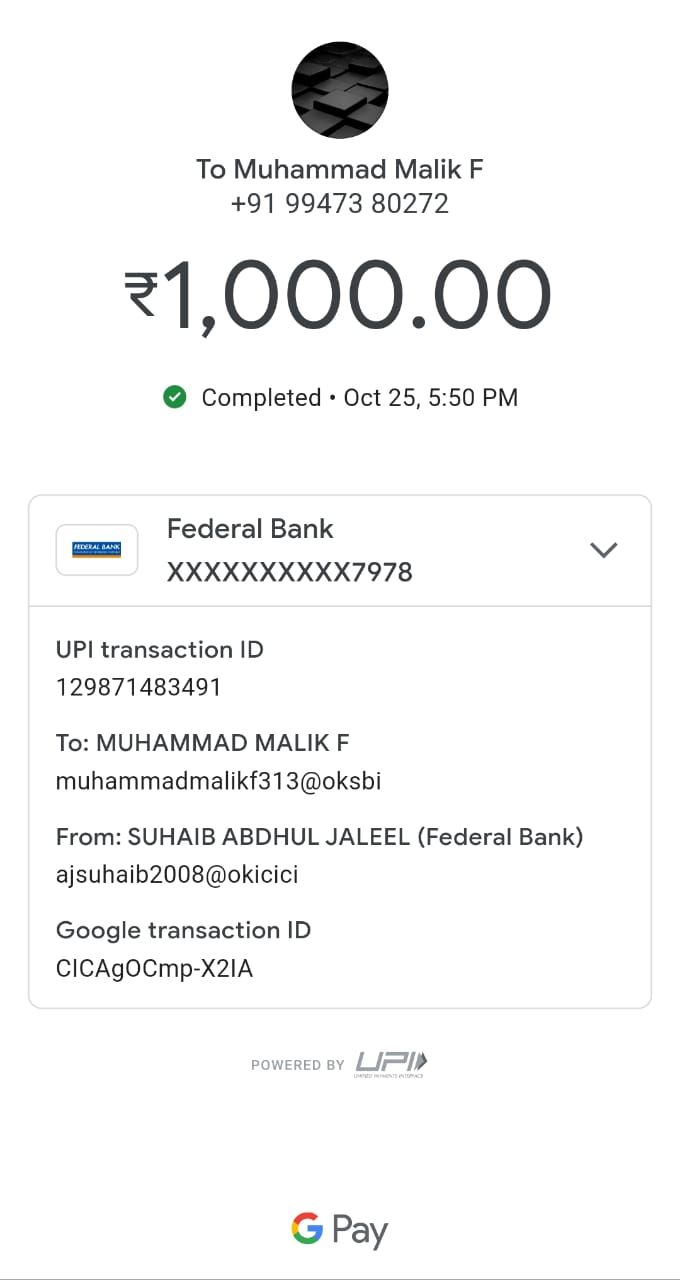 To Muhammad Malik F
+91 99473 80272
₹1,000.00
Completed • Oct 25, 5:50 PM
FEDERAL BANK
Federal Bank
XXXXXXXXXX7978
UPI transaction ID
129871483491
To: MUHAMMAD MALIK F
muhammadmalikf313@oksbi
From: SUHAIB ABDHUL JALEEL (Federal Bank)
ajsuhaib2008@okicici
Google transaction ID
CICAgOCmp-X2IA
POWERED BY UPI
UNIFIED PAYMENTS INTERFACE
G Pay